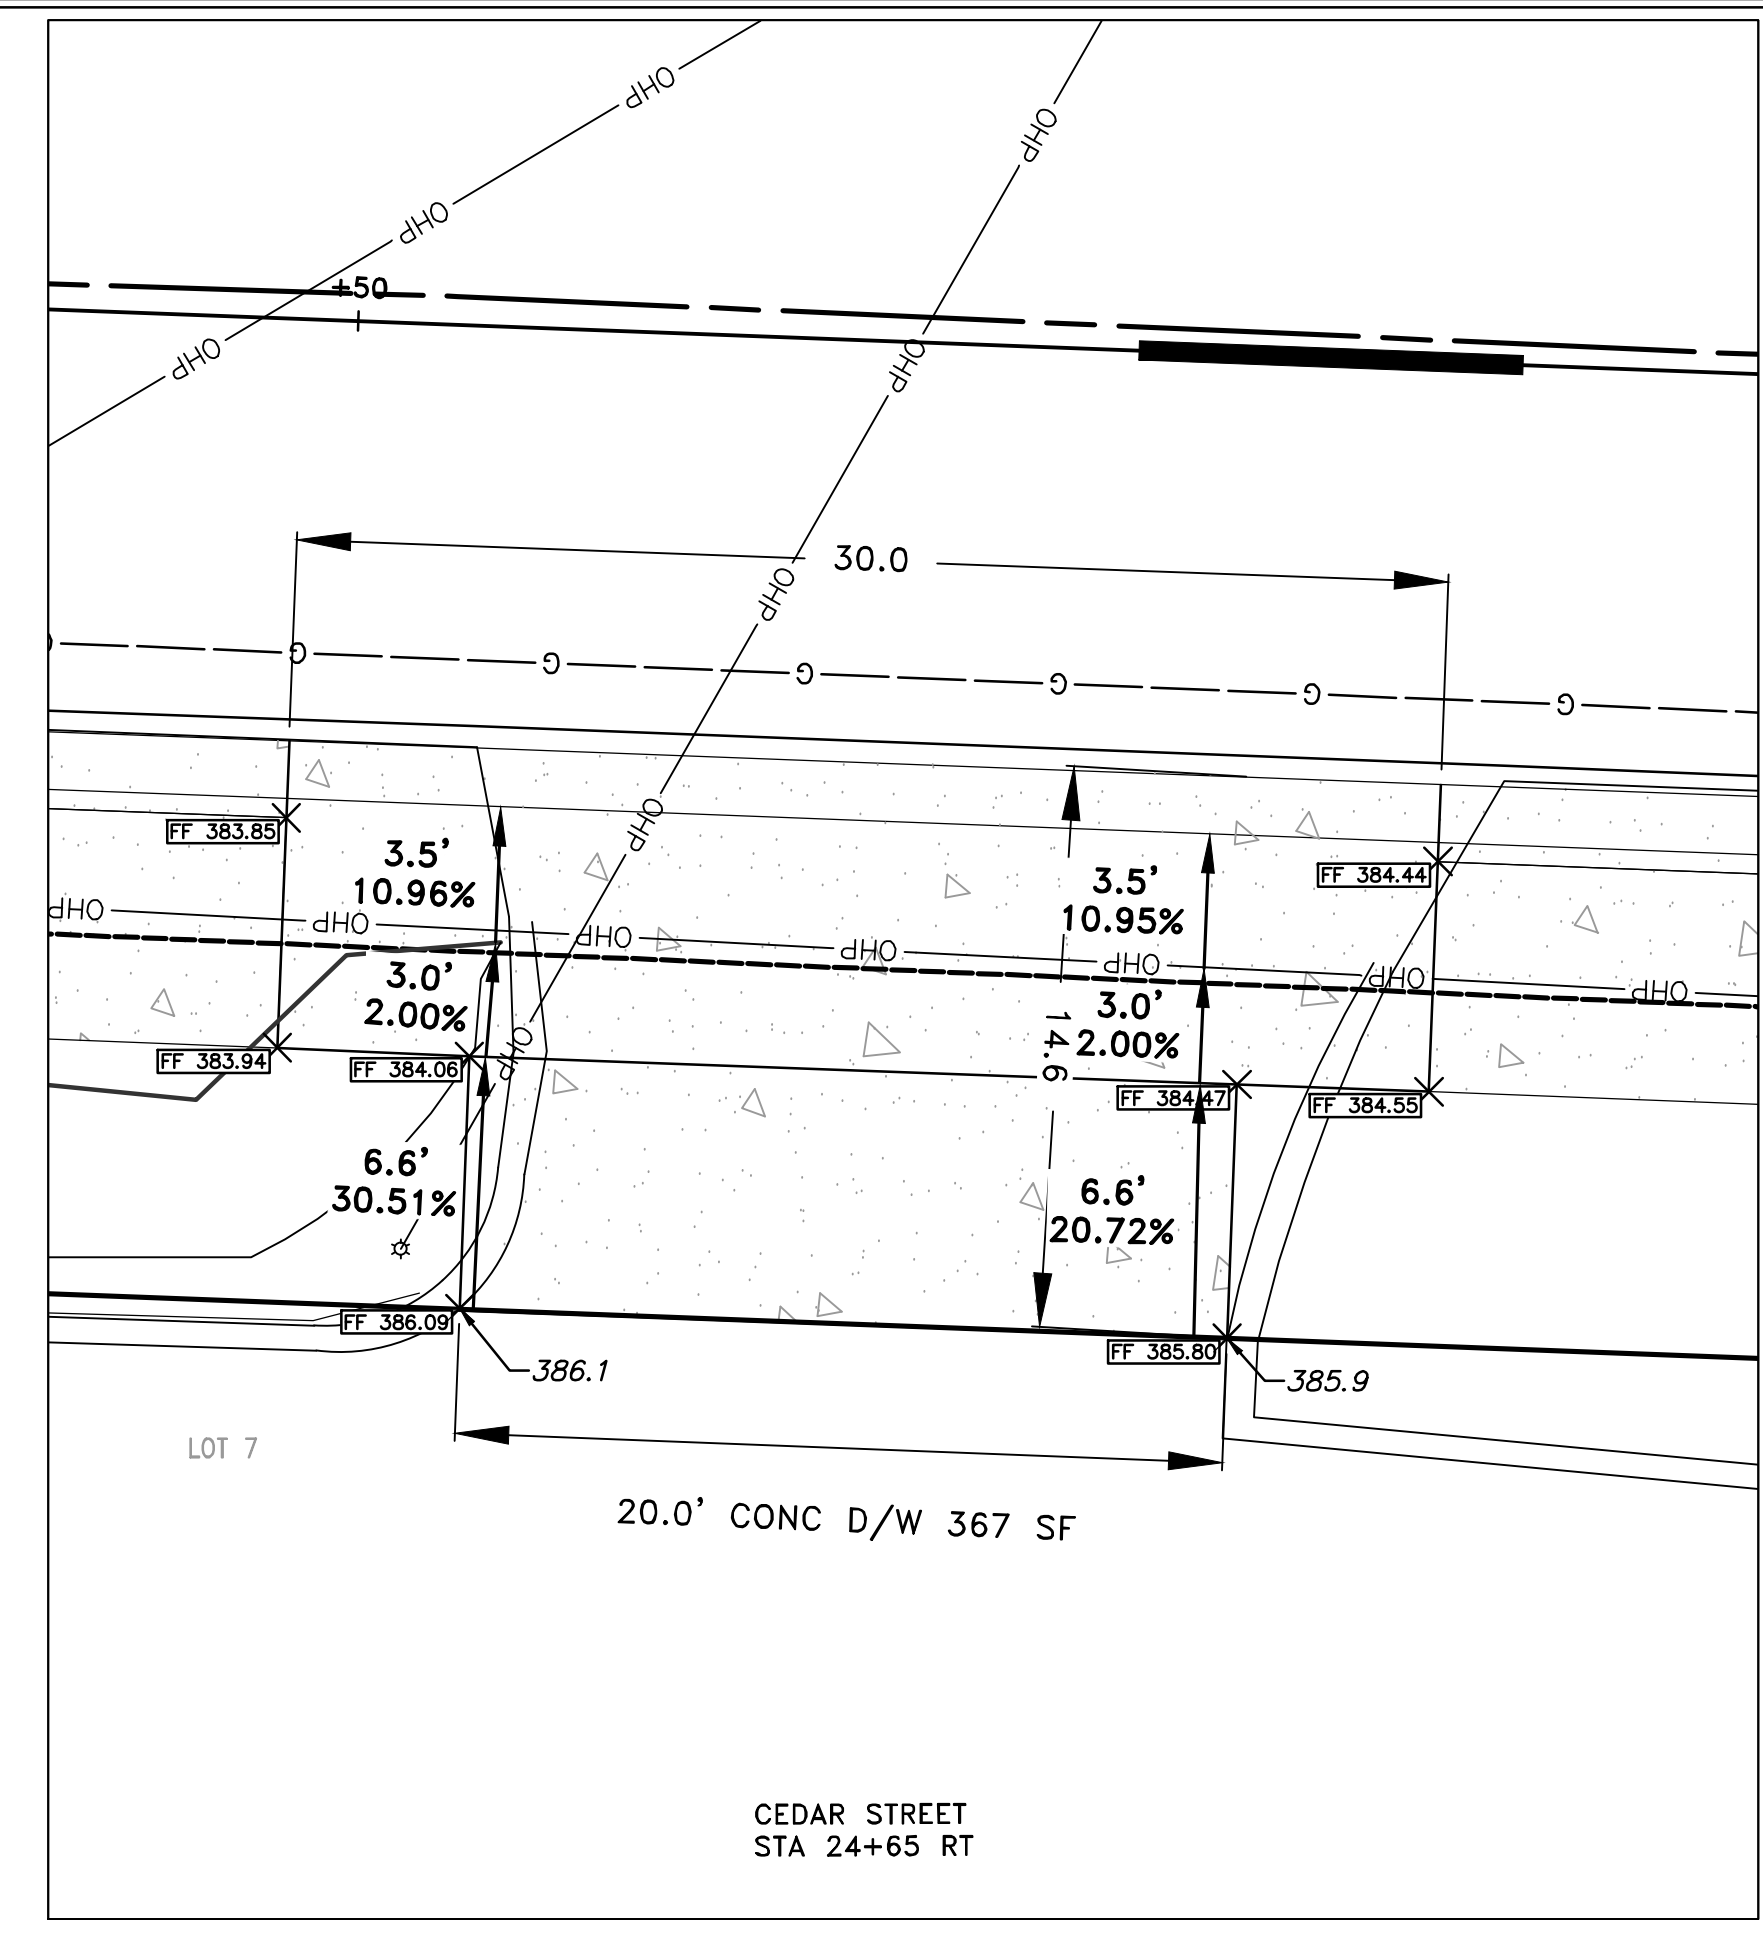 OHP
OHP
OHP
OHP
+50
OHP
OHP
30.0
OHP
G
G
G
G
G
G
OHP
FF 383.85
3.5'
10.96%
3.5'
10.95%
FF 384.44
OHP
OHP
OHP
OHP
OHP
OHP
OHP
3.0'
2.00%
3.0'
2.00%
14.6
OHP
FF 383.94
FF 384.06
FF 384.47
FF 384.55
6.6'
30.51%
6.6'
20.72%
FF 386.09
FF 385.80
386.1
385.9
LOT 7
20.0' CONC D/W 367 SF
CEDAR STREET
STA 24+65 RT